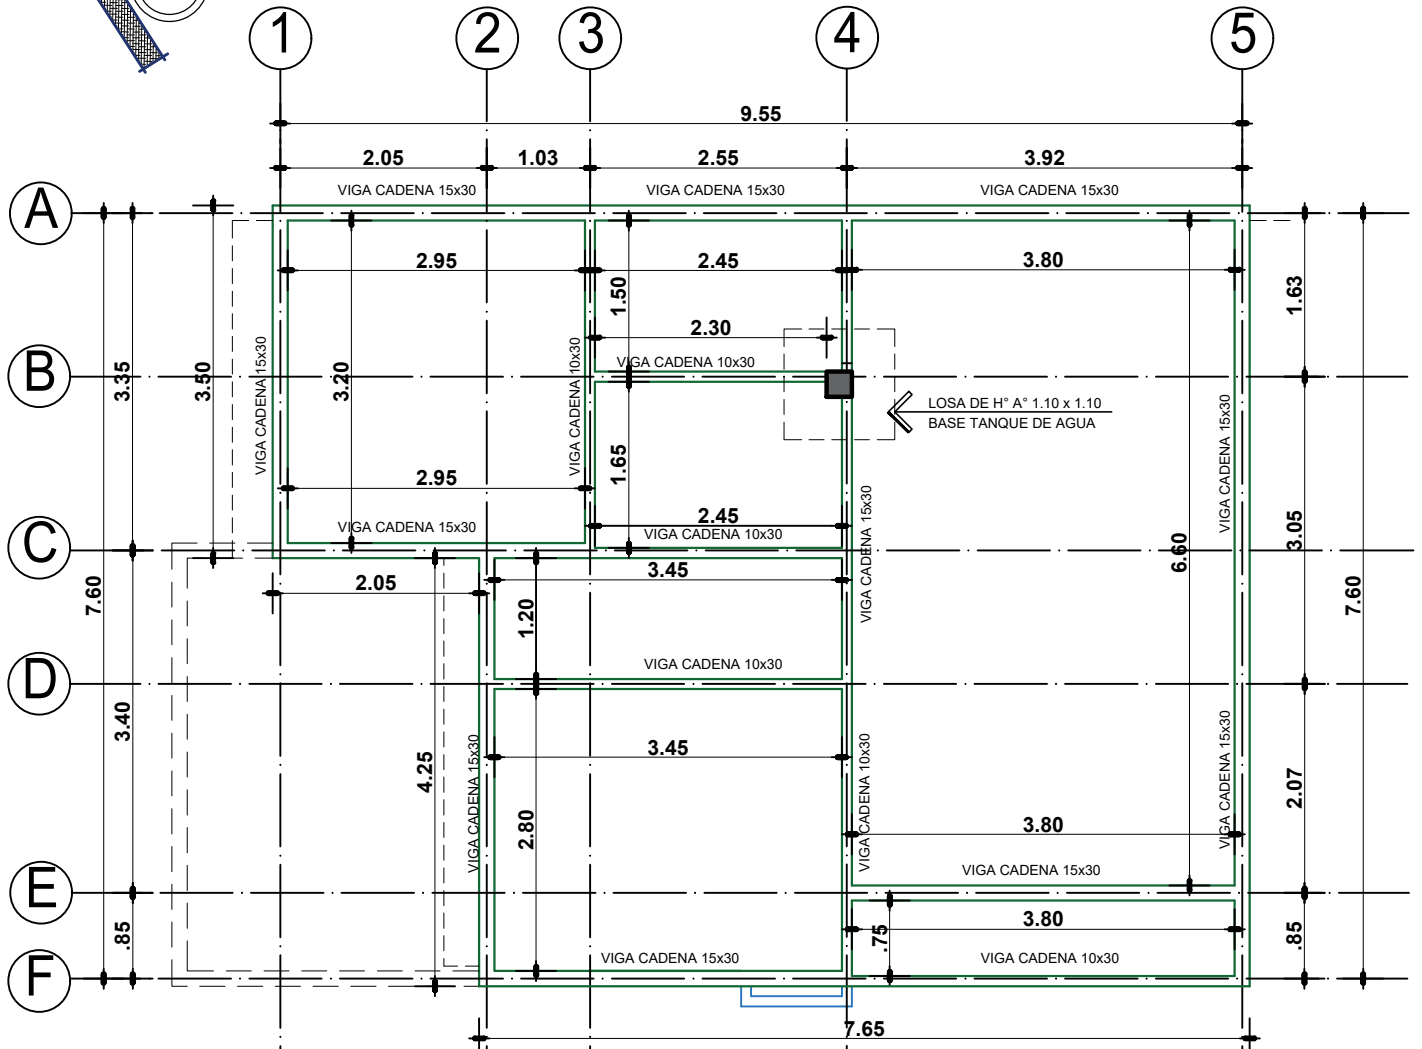 1 2 3 4 5
9.55
2.05 1.03 2.55 3.92
VIGA CADENA 15x30 VIGA CADENA 15x30 VIGA CADENA 15x30
A
2.95 2.45 3.80
1.50
1.63
2.30
VIGA CADENA 10x30
B
3.35
3.50
VIGA CADENA 15x30
3.20
VIGA CADENA 10x30
LOSA DE H° A° 1.10 x 1.10
BASE TANQUE DE AGUA
VIGA CADENA 15x30
1.65
2.95
2.45
VIGA CADENA 15x30
VIGA CADENA 10x30
VIGA CADENA 15x30
C
6.60
3.05
7.60
7.60
2.05
3.45
1.20
VIGA CADENA 10x30
D
3.40
4.25
VIGA CADENA 15x30
3.45
VIGA CADENA 10x30
VIGA CADENA 15x30
2.07
2.80
3.80
VIGA CADENA 15x30
E
.85
.75
3.80
.85
VIGA CADENA 15x30
VIGA CADENA 10x30
F
7.65